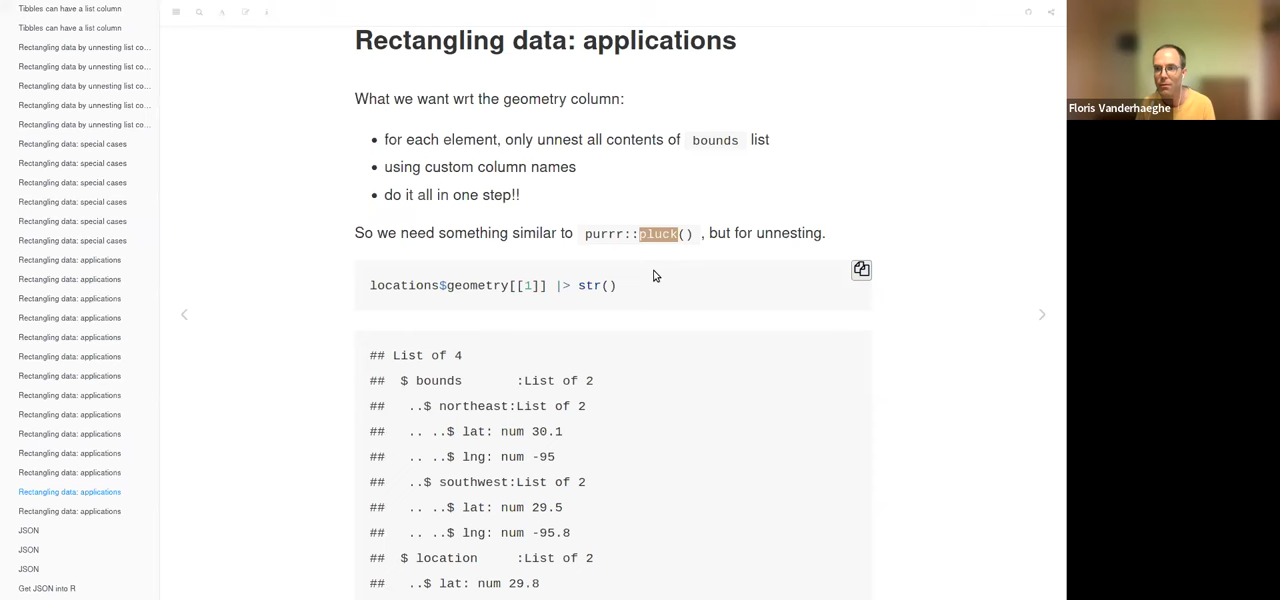 Tibbles can have a list column
Tibbles can have a list column
Rectangling data by unnesting list co...
Rectangling data by unnesting list co...
Rectangling data by unnesting list co...
Rectangling data by unnesting list co...
Rectangling data by unnesting list co...
Rectangling data: special cases
Rectangling data: special cases
Rectangling data: special cases
Rectangling data: special cases
Rectangling data: special cases
Rectangling data: special cases
Rectangling data: applications
Rectangling data: applications
Rectangling data: applications
Rectangling data: applications
Rectangling data: applications
Rectangling data: applications
Rectangling data: applications
Rectangling data: applications
Rectangling data: applications
Rectangling data: applications
Rectangling data: applications
Rectangling data: applications
Rectangling data: applications
Rectangling data: applications
JSON
JSON
JSON
Get JSON into R
Rectangling data: applications
What we want wrt the geometry column:
• for each element, only unnest all contents of bounds list
• using custom column names
• do it all in one step!!
So we need something similar to purrr::pluck() , but for unnesting.
locations$geometry[[1]] |> str()
## List of 4
##  $ bounds       :List of 2
##   ..$ northeast:List of 2
##   .. ..$ lat: num 30.1
##   .. ..$ lng: num -95
##   ..$ southwest:List of 2
##   .. ..$ lat: num 29.5
##   .. ..$ lng: num -95.8
##  $ location     :List of 2
##   ..$ lat: num 29.8
Floris Vanderhaeghe